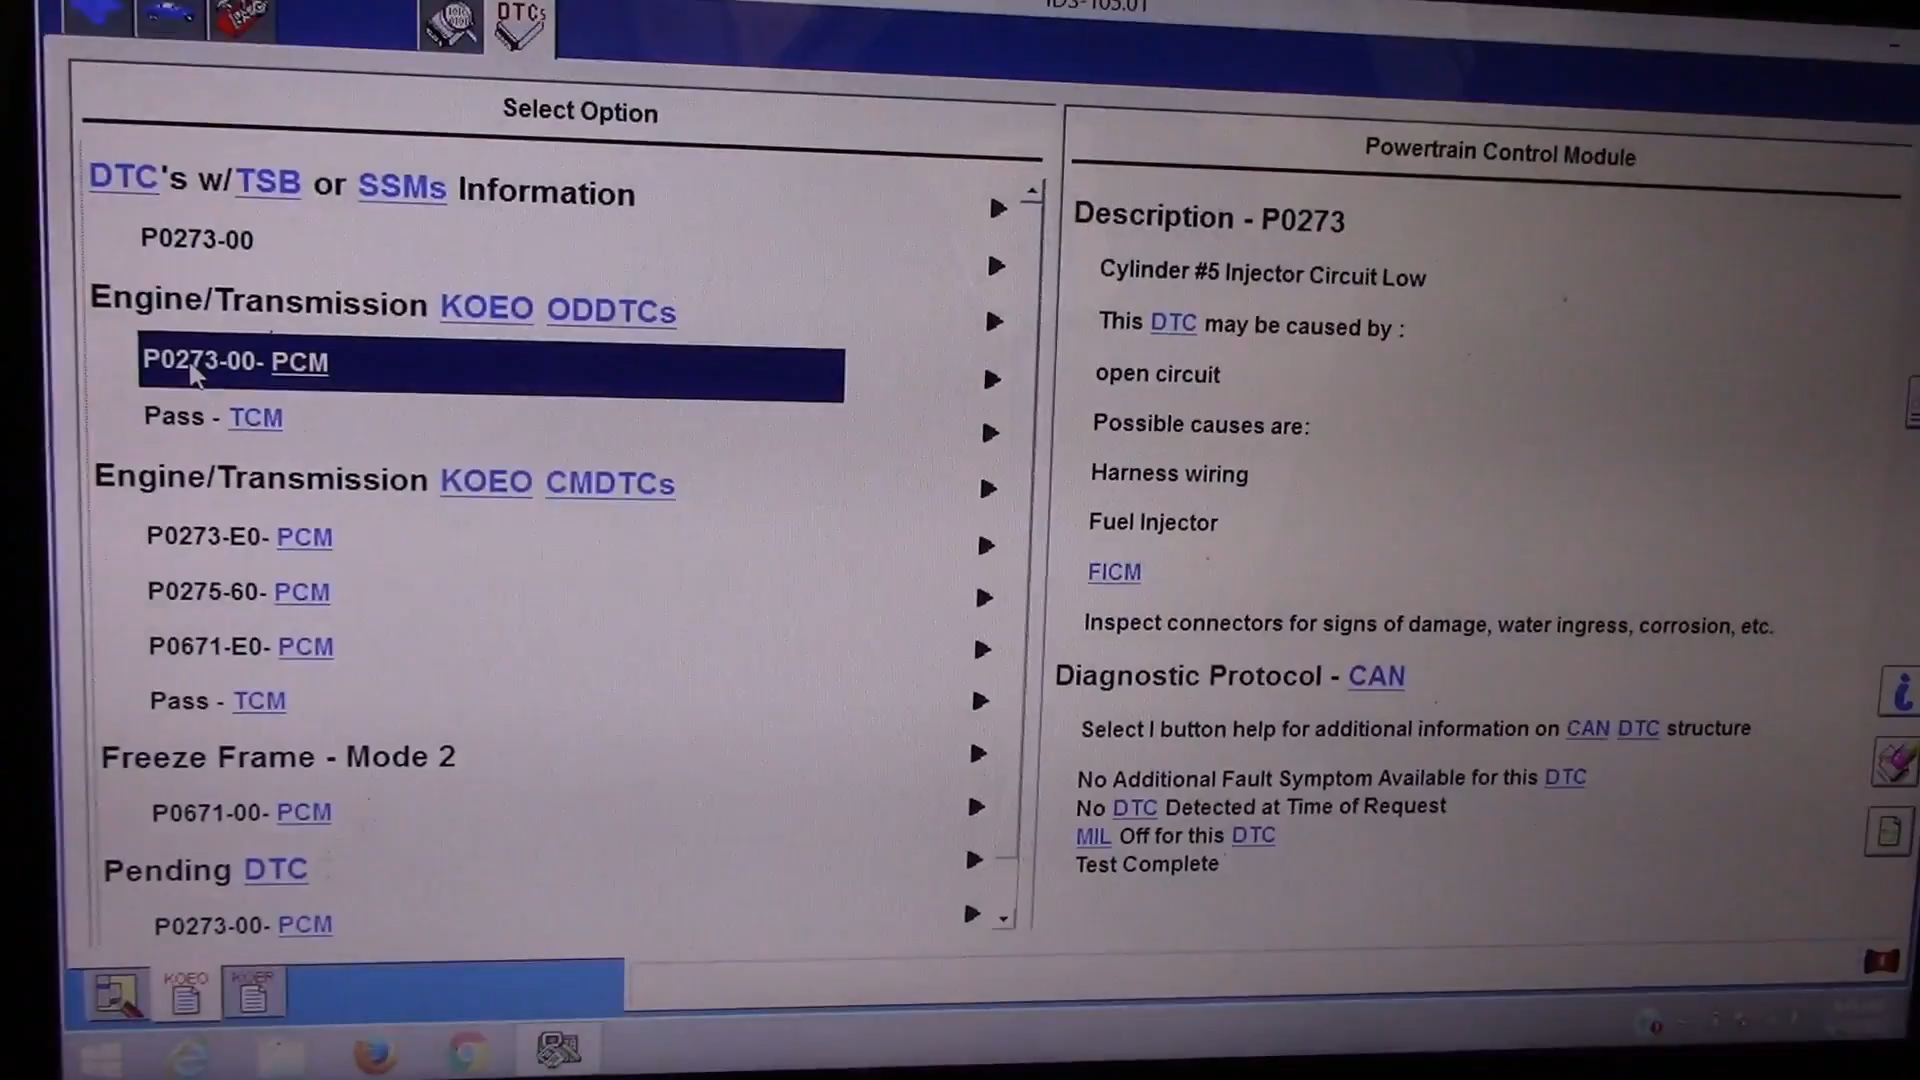 IDS-105.01
DTCs
Select Option
DTC's w/TSB or SSMs Information
P0273-00
Engine/Transmission KOEO ODDTCs
P0273-00- PCM
Pass - TCM
Engine/Transmission KOEO CMDTCs
P0273-E0- PCM
P0275-60- PCM
P0671-E0- PCM
Pass - TCM
Freeze Frame - Mode 2
P0671-00- PCM
Pending DTC
P0273-00- PCM
KOEO
KOER
Powertrain Control Module
Description - P0273
Cylinder #5 Injector Circuit Low
This DTC may be caused by :
open circuit
Possible causes are:
Harness wiring
Fuel Injector
FICM
Inspect connectors for signs of damage, water ingress, corrosion, etc.
Diagnostic Protocol - CAN
Select I button help for additional information on CAN DTC structure
No Additional Fault Symptom Available for this DTC
No DTC Detected at Time of Request
MIL Off for this DTC
Test Complete